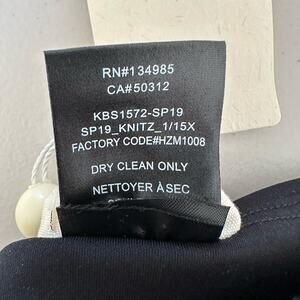 RN#134985
CA#50312
KBS1572-SP19
SP19_KNITZ_1/15X
FACTORY CODE#HZM1008
DRY CLEAN ONLY
NETTOYER À SEC